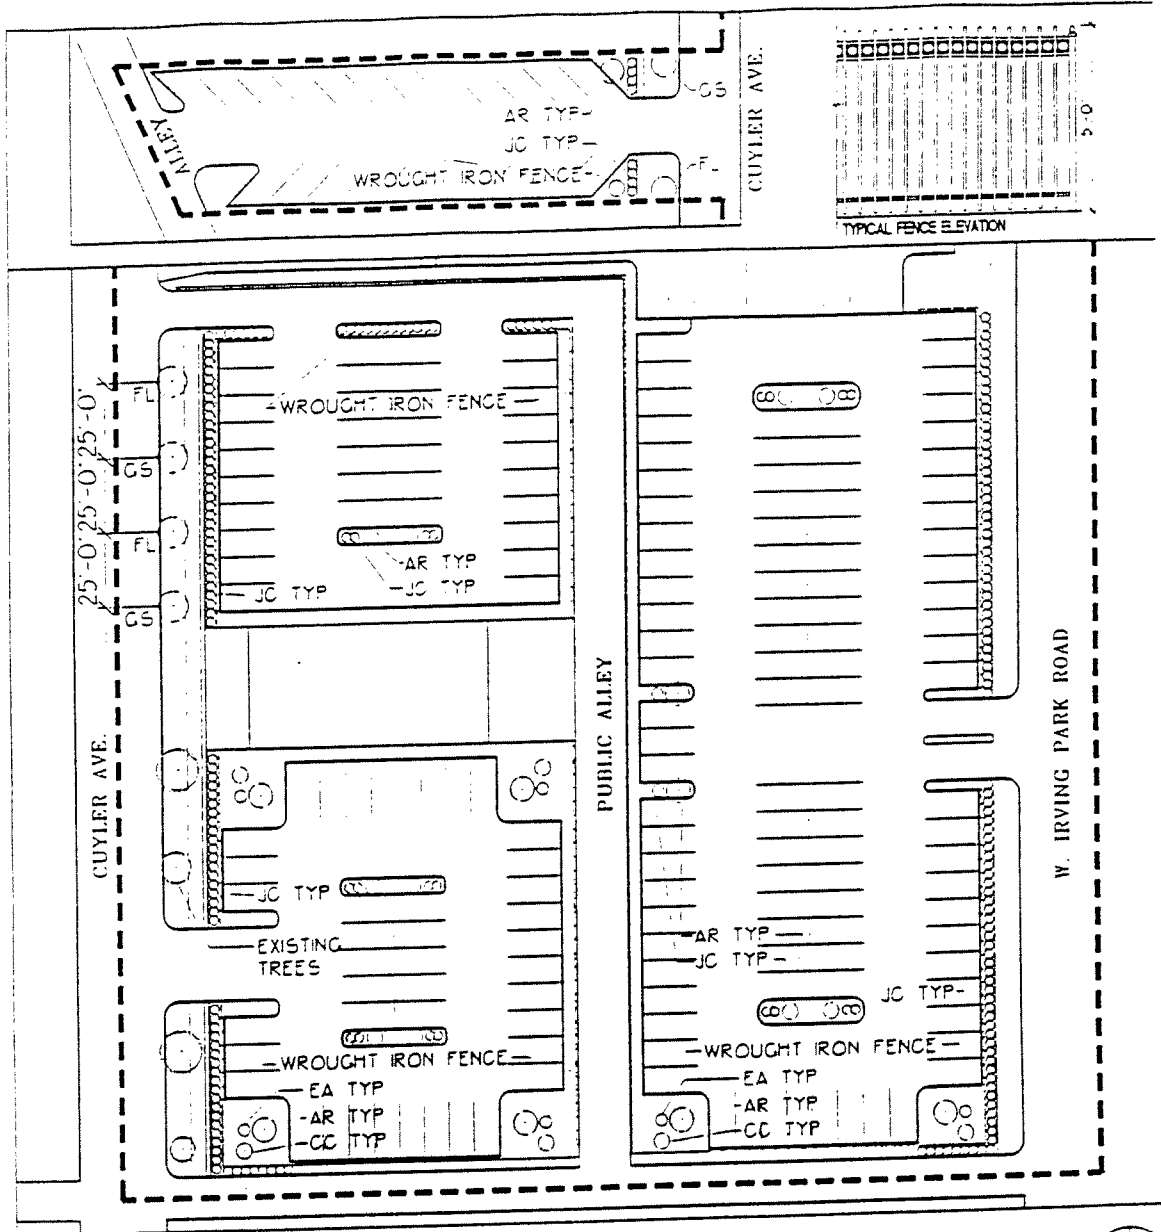 ALLEY
AR TYP
JC TYP
WROUGHT IRON FENCE
GS
FL
CUYLER AVE.
5'-0"
TYPICAL FENCE ELEVATION
25'-0" 25'-0" 25'-0"
FL
GS
FL
GS
WROUGHT IRON FENCE
AR TYP
JC TYP
JC TYP
CUYLER AVE.
PUBLIC ALLEY
W. IRVING PARK ROAD
JC TYP
EXISTING
TREES
AR TYP
JC TYP
JC TYP
WROUGHT IRON FENCE
EA TYP
AR TYP
CC TYP
WROUGHT IRON FENCE
EA TYP
AR TYP
CC TYP